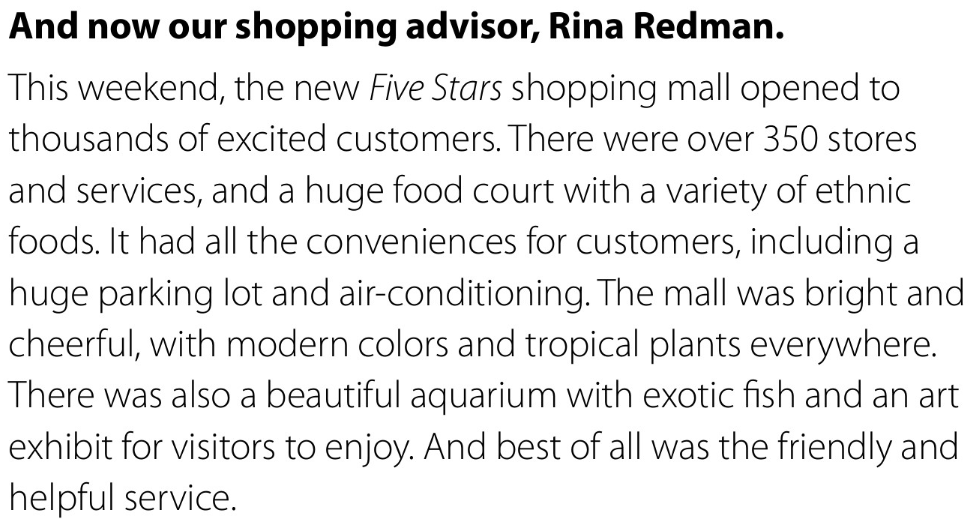 And now our shopping advisor, Rina Redman.
This weekend, the new Five Stars shopping mall opened to
thousands of excited customers. There were over 350 stores
and services, and a huge food court with a variety of ethnic
foods. It had all the conveniences for customers, including a
huge parking lot and air-conditioning. The mall was bright and
cheerful, with modern colors and tropical plants everywhere.
There was also a beautiful aquarium with exotic fish and an art
exhibit for visitors to enjoy. And best of all was the friendly and
helpful service.